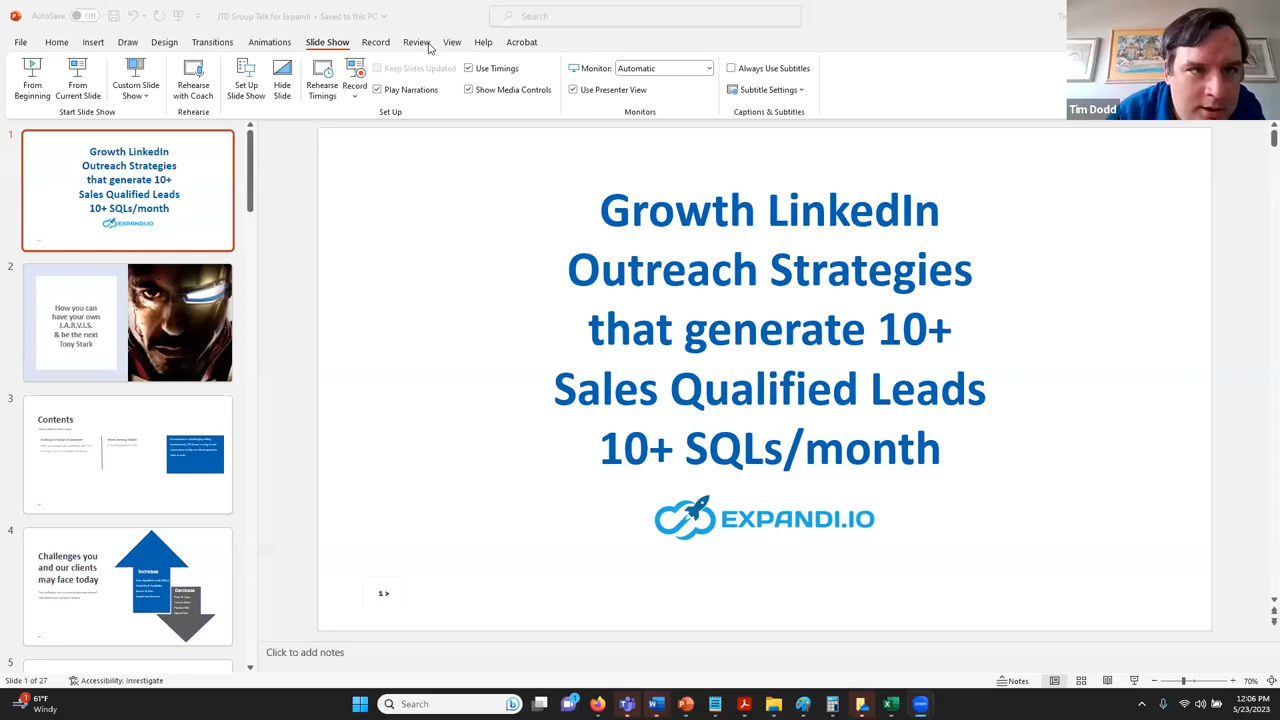 AutoSave Off
JTD Group Talk for Expandi • Saved to this PC
Search
File Home Insert Draw Design Transitions Animations Slide Show Record Review View Help Acrobat
From Beginning
From Current Slide
Custom Slide Show
Start Slide Show
Rehearse with Coach
Rehearse
Set Up Slide Show
Hide Slide
Rehearse Timings
Record
Keep Slides Updated
Play Narrations
Use Timings
Show Media Controls
Set Up
Monitor: Automatic
Use Presenter View
Monitors
Always Use Subtitles
Subtitle Settings
Captions & Subtitles
Tim Dodd
1
Growth LinkedIn
Outreach Strategies
that generate 10+
Sales Qualified Leads
10+ SQLs/month
EXPANDI.IO
2
How you can
have your own
J.A.R.V.I.S.
& be the next
Tony Stark
3
Contents
4
Challenges you
and our clients
may face today
Increase
Decrease
5
Growth LinkedIn
Outreach Strategies
that generate 10+
Sales Qualified Leads
10+ SQLs/month
EXPANDI.IO
1 >
Click to add notes
Slide 1 of 27
Accessibility: Investigate
Notes
70%
1
61°F
Windy
Search
12:06 PM
5/23/2023